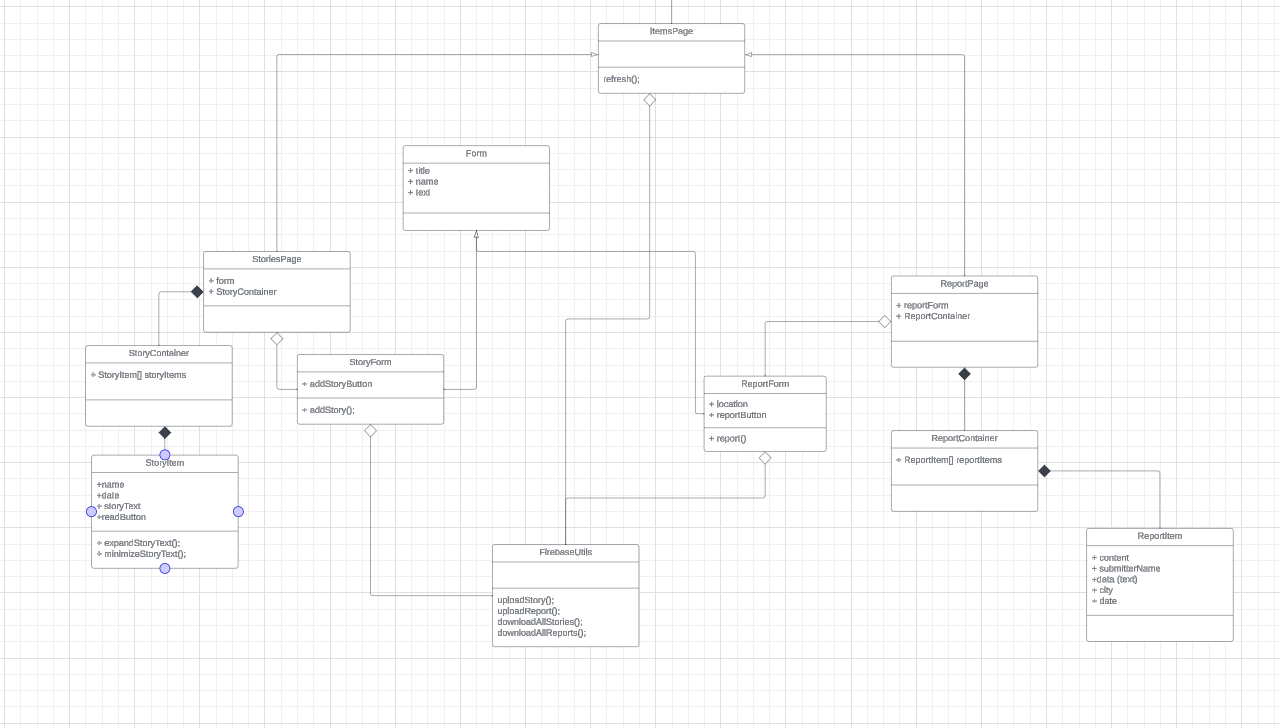 ItemsPage
refresh();
Form
+ title
+ name
+ text
StoriesPage
+ form
+ StoryContainer
ReportPage
+ reportForm
+ ReportContainer
StoryContainer
+ StoryItem[] storyItems
StoryForm
+ addStoryButton
+ addStory();
ReportForm
+ location
+ reportButton
+ report()
ReportContainer
+ ReportItem[] reportItems
StoryItem
+name
+date
+ storyText
+readButton
+ expandStoryText();
+ minimizeStoryText();
FirebaseUtils
uploadStory();
uploadReport();
downloadAllStories();
downloadAllReports();
ReportItem
+ content
+ submitterName
+data (text)
+ city
+ date